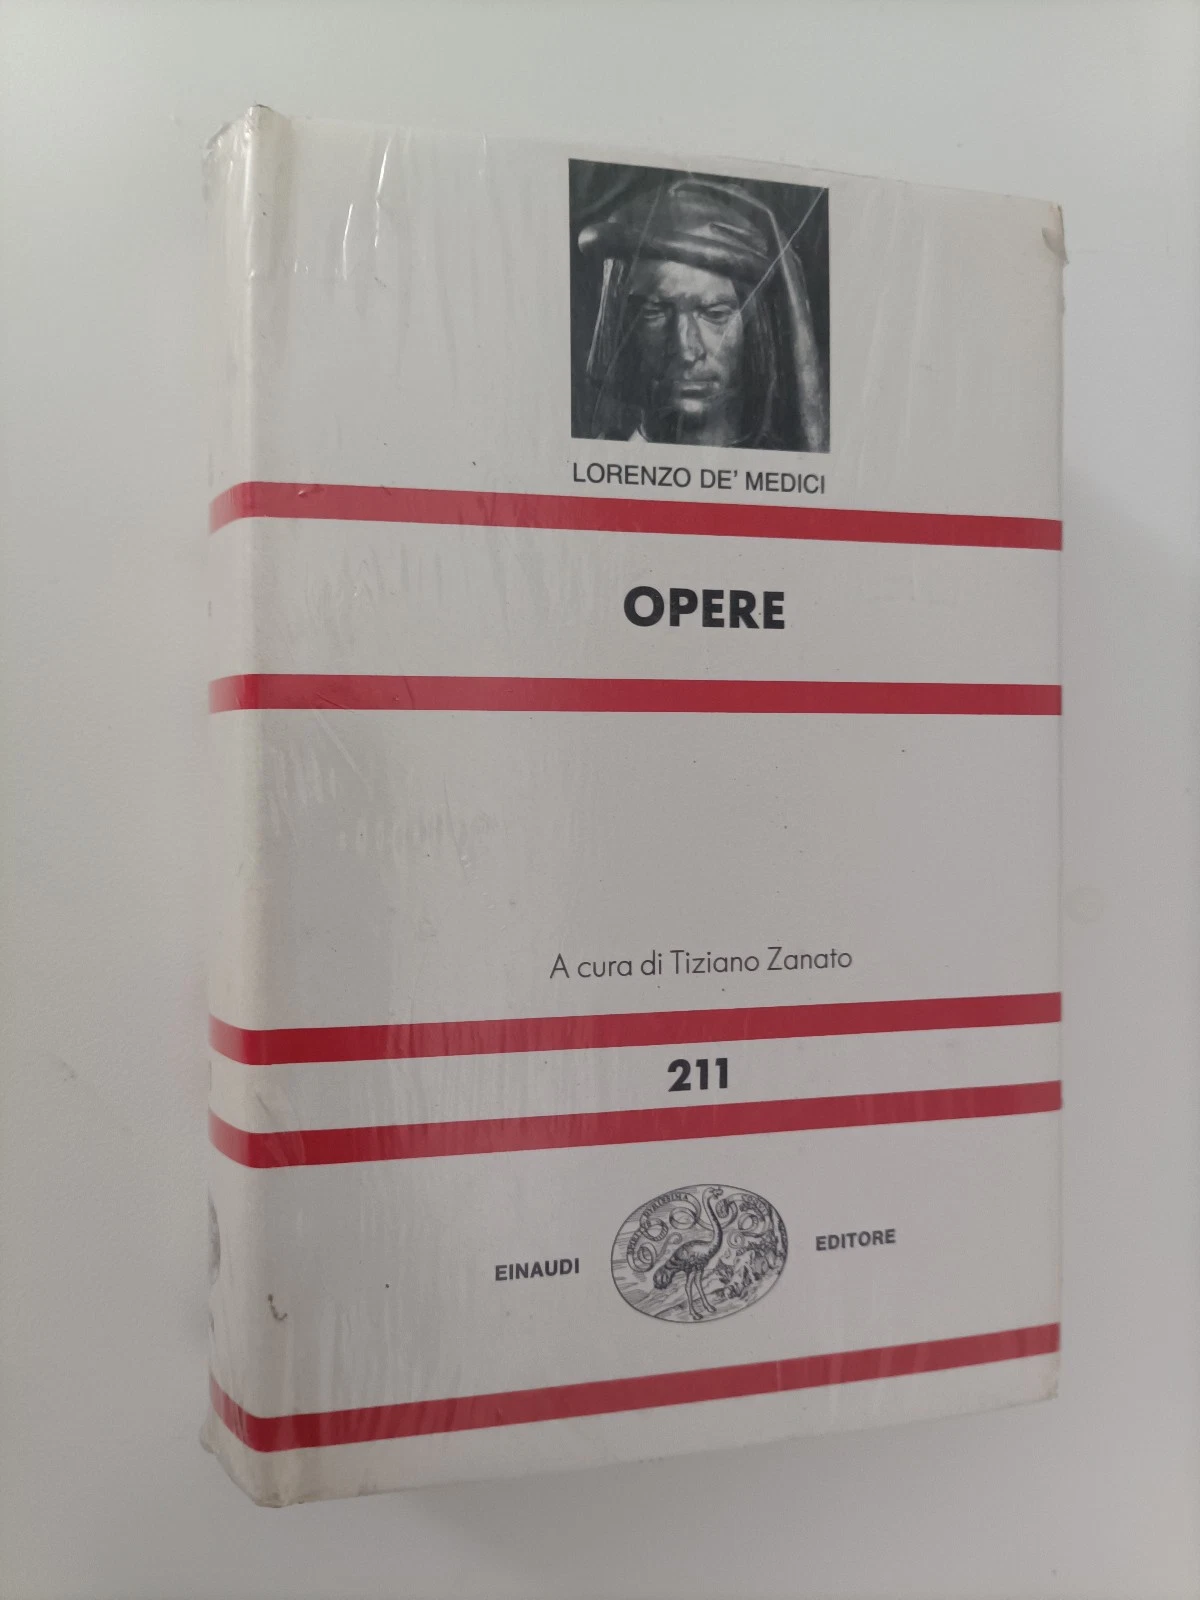 LORENZO DE' MEDICI
OPERE
A cura di Tiziano Zanato
211
EINAUDI
EDITORE